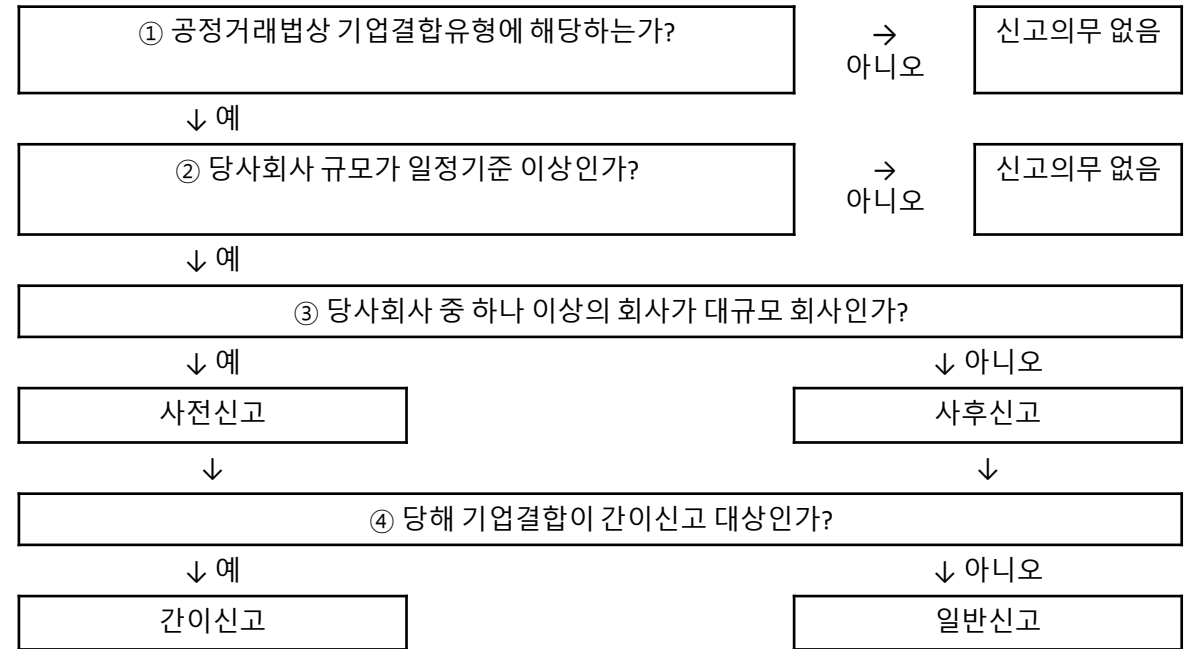 ① 공정거래법상 기업결합유형에 해당하는가?
→
아니오
신고의무 없음
↓ 예
② 당사회사 규모가 일정기준 이상인가?
→
아니오
신고의무 없음
↓ 예
③ 당사회사 중 하나 이상의 회사가 대규모 회사인가?
↓ 예
↓ 아니오
사전신고
사후신고
↓
↓
④ 당해 기업결합이 간이신고 대상인가?
↓ 예
↓ 아니오
간이신고
일반신고